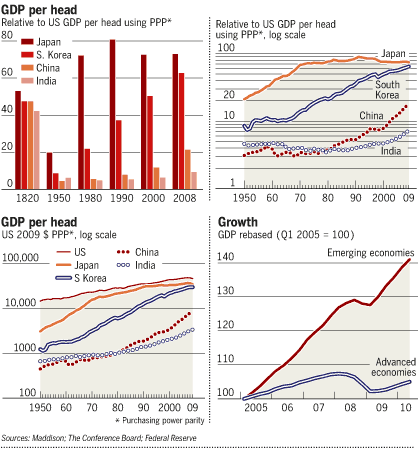 GDP per head
Relative to US GDP per head using PPP*
80
60
40
20
0
Japan
S. Korea
China
India
1820 1950 1980 1990 2000 2008
Relative to US GDP per head
using PPP*, log scale
100
20
10
1
Japan
South
Korea
China
India
1950 60 70 80 90 2000 09
GDP per head
US 2009 $ PPP*, log scale
US
Japan
S Korea
China
India
100,000
10,000
1000
100
1950 60 70 80 90 2000 09
* Purchasing power parity
Growth
GDP rebased (Q1 2005 = 100)
140
130
120
110
100
Emerging economies
Advanced
economies
2005 06 07 08 09 10
Sources: Maddison; The Conference Board; Federal Reserve